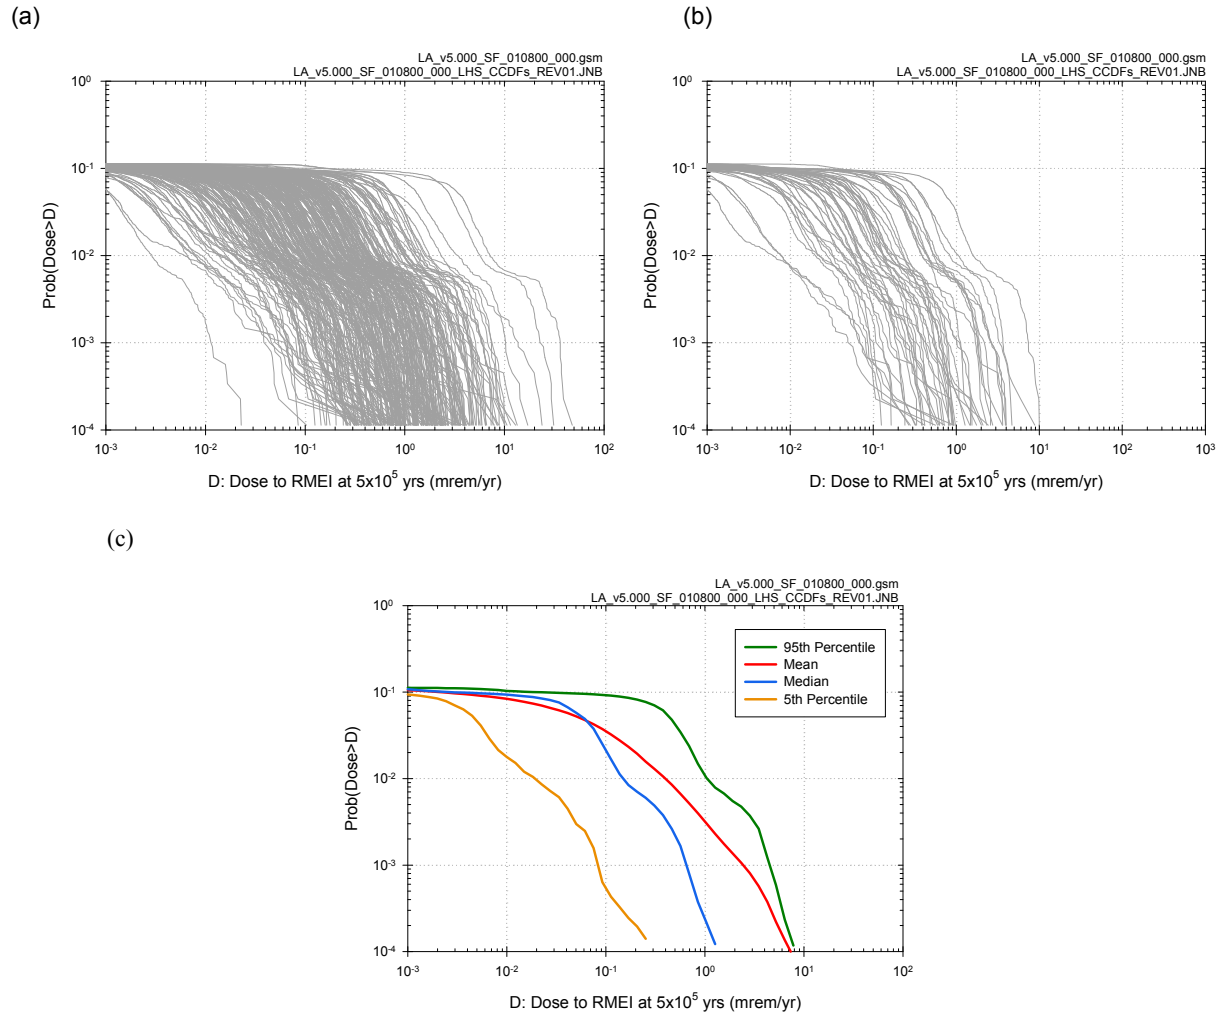 (a)
LA_v5.000_SF_010800_000.gsm
LA_v5.000_SF_010800_000_LHS_CCDFs_REV01.JNB
10⁰
10⁻¹
10⁻²
10⁻³
10⁻⁴
Prob(Dose>D)
10⁻³ 10⁻² 10⁻¹ 10⁰ 10¹ 10²
D: Dose to RMEI at 5x10⁵ yrs (mrem/yr)
(b)
LA_v5.000_SF_010800_000.gsm
LA_v5.000_SF_010800_000_LHS_CCDFs_REV01.JNB
10⁰
10⁻¹
10⁻²
10⁻³
10⁻⁴
Prob(Dose>D)
10⁻³ 10⁻² 10⁻¹ 10⁰ 10¹ 10² 10³
D: Dose to RMEI at 5x10⁵ yrs (mrem/yr)
(c)
LA_v5.000_SF_010800_000.gsm
LA_v5.000_SF_010800_000_LHS_CCDFs_REV01.JNB
10⁰
10⁻¹
10⁻²
10⁻³
10⁻⁴
Prob(Dose>D)
95th Percentile
Mean
Median
5th Percentile
10⁻³ 10⁻² 10⁻¹ 10⁰ 10¹ 10²
D: Dose to RMEI at 5x10⁵ yrs (mrem/yr)